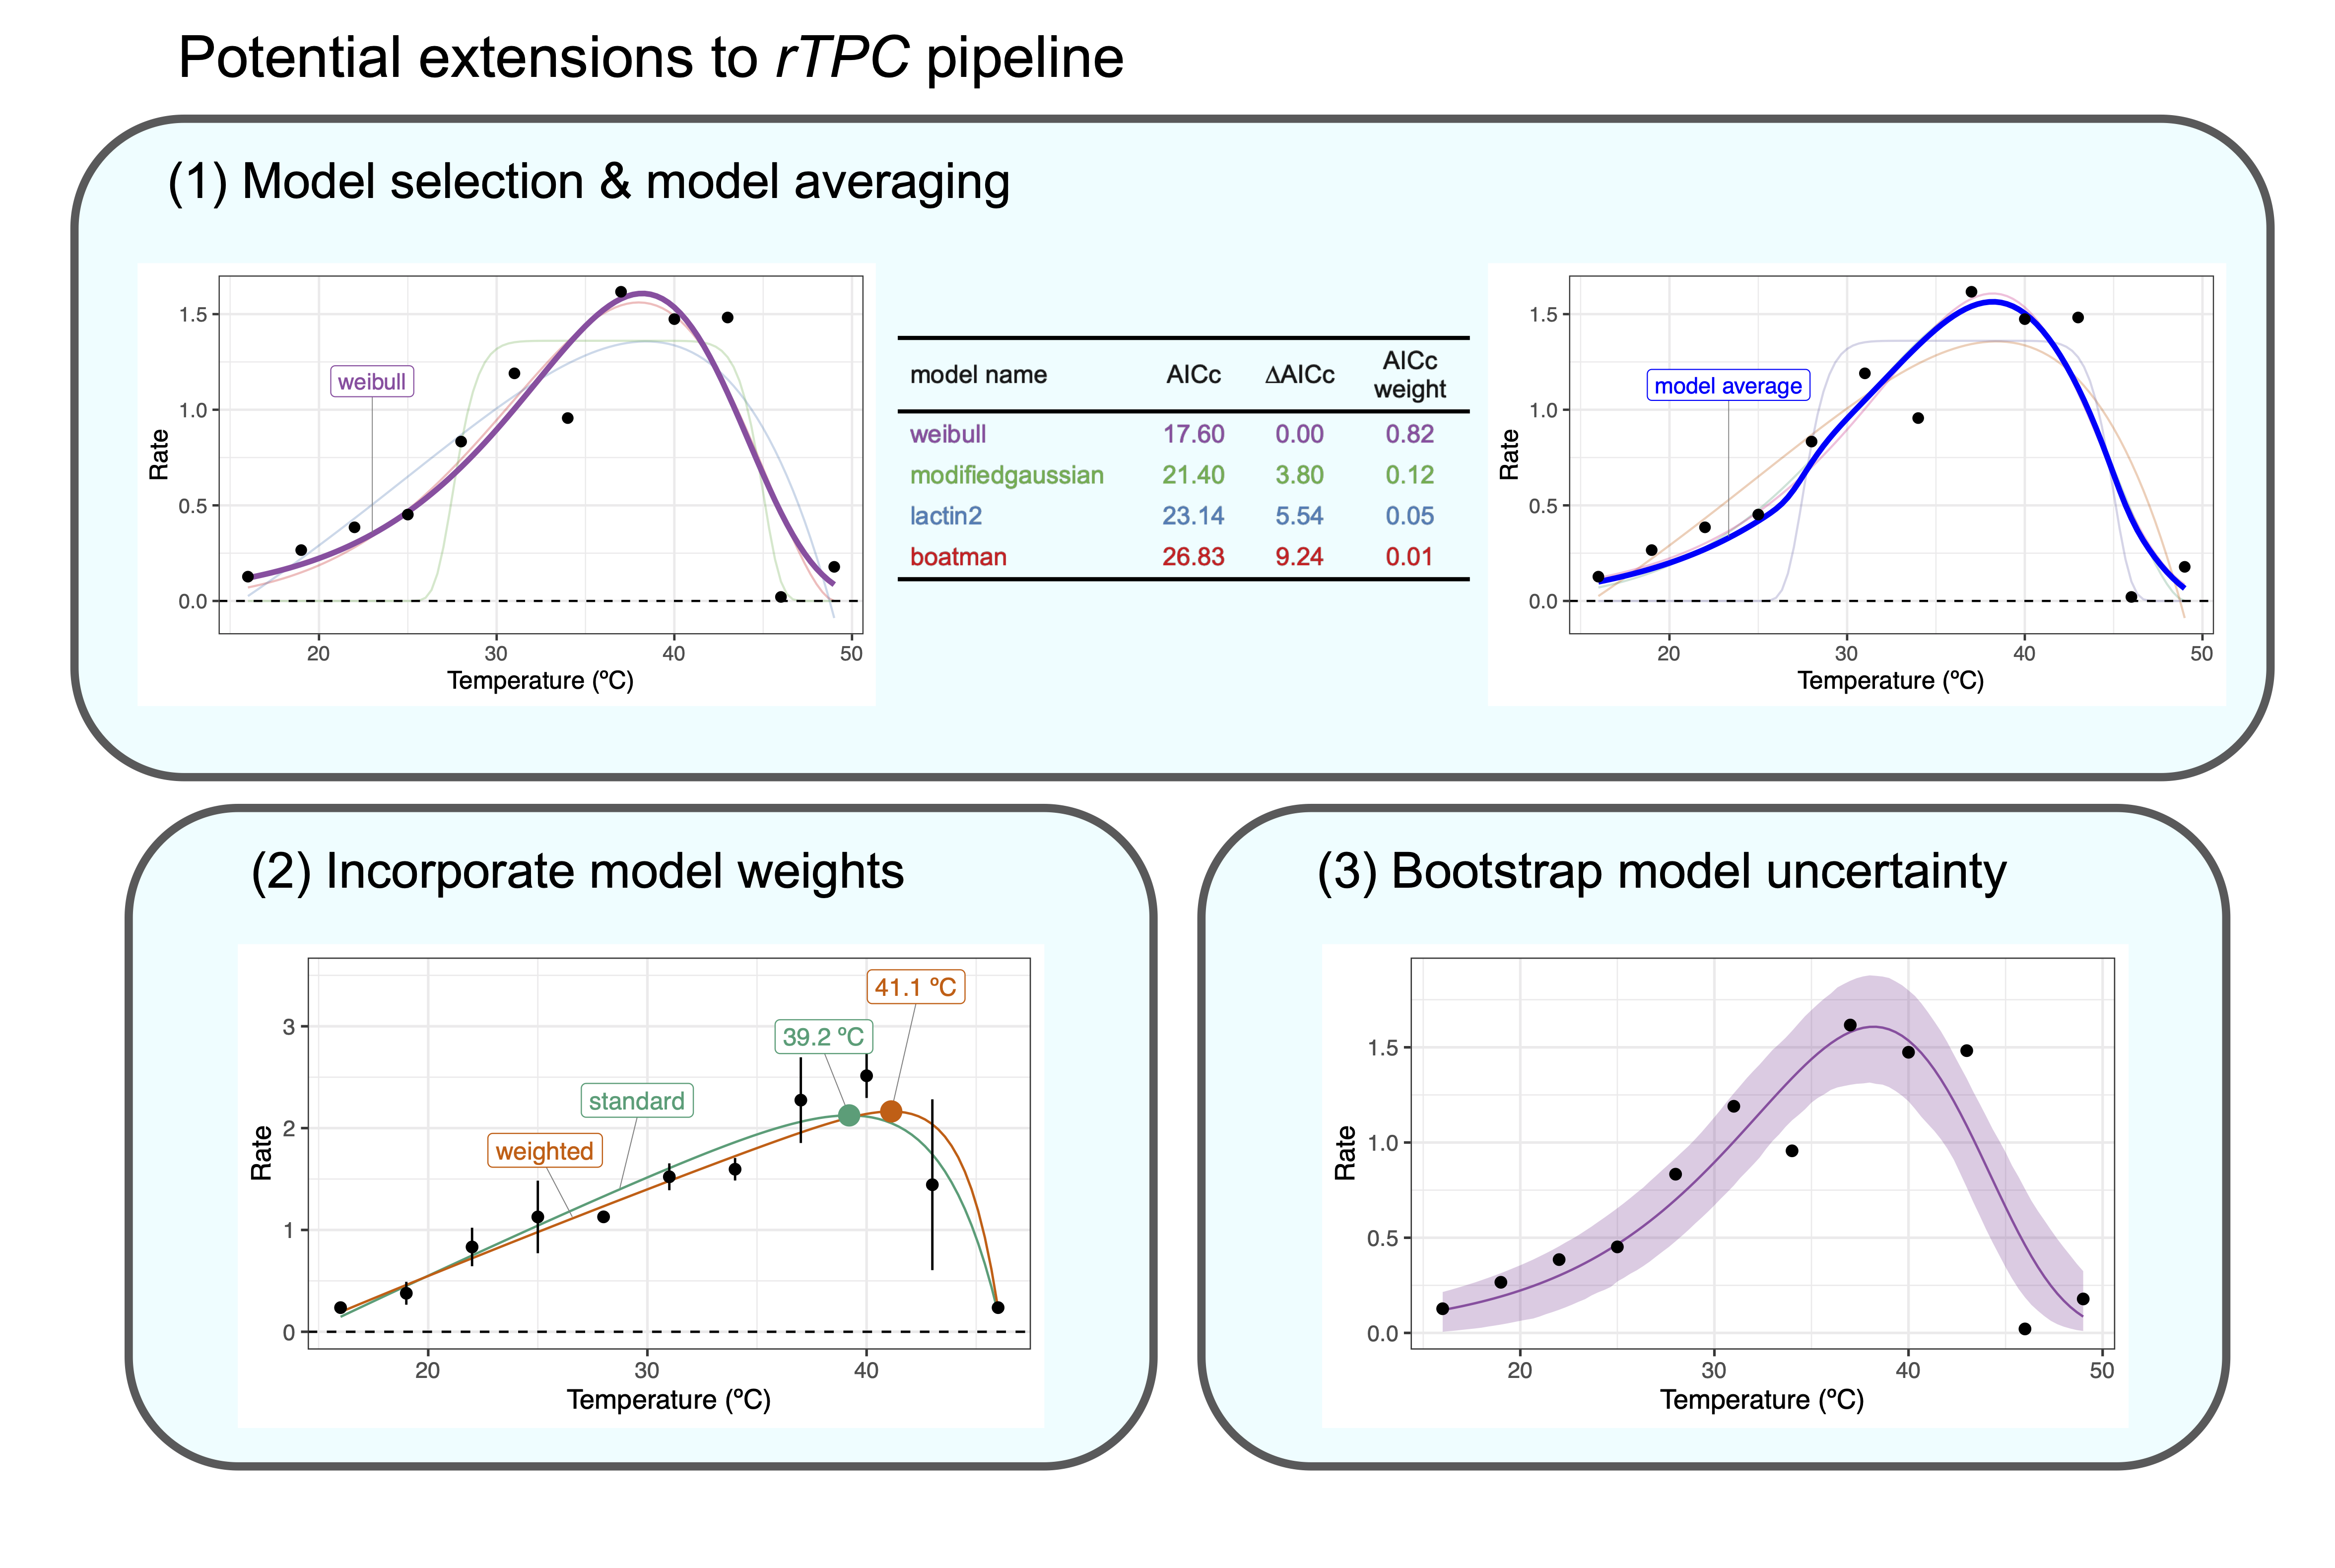 Potential extensions to rTPC pipeline
(1) Model selection & model averaging
1.5
1.0
0.5
0.0
Rate
weibull
20 30 40 50
Temperature (ºC)
model name AICc ΔAICc AICc weight
weibull 17.60 0.00 0.82
modifiedgaussian 21.40 3.80 0.12
lactin2 23.14 5.54 0.05
boatman 26.83 9.24 0.01
1.5
1.0
0.5
0.0
Rate
model average
20 30 40 50
Temperature (ºC)
(2) Incorporate model weights
3
2
1
0
Rate
41.1 ºC
39.2 ºC
standard
weighted
20 30 40
Temperature (ºC)
(3) Bootstrap model uncertainty
1.5
1.0
0.5
0.0
Rate
20 30 40 50
Temperature (ºC)